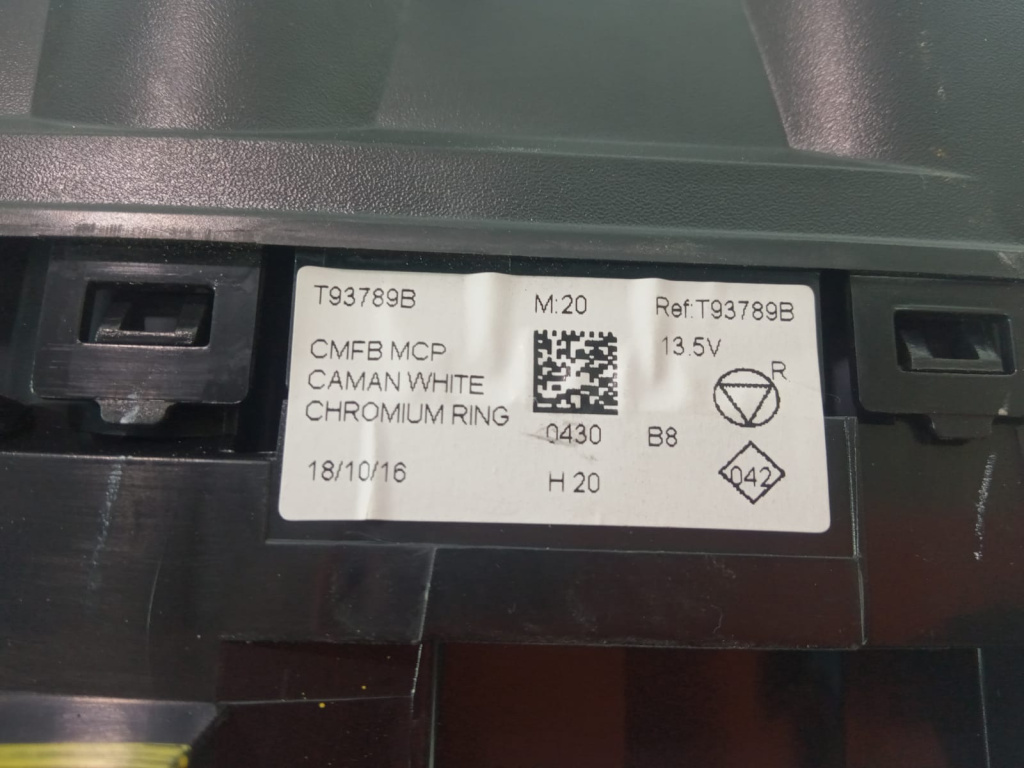 T93789B M:20 Ref:T93789B
13.5V
CMFB MCP
CAMAN WHITE
CHROMIUM RING
R
0430 B8
18/10/16 H 20
042